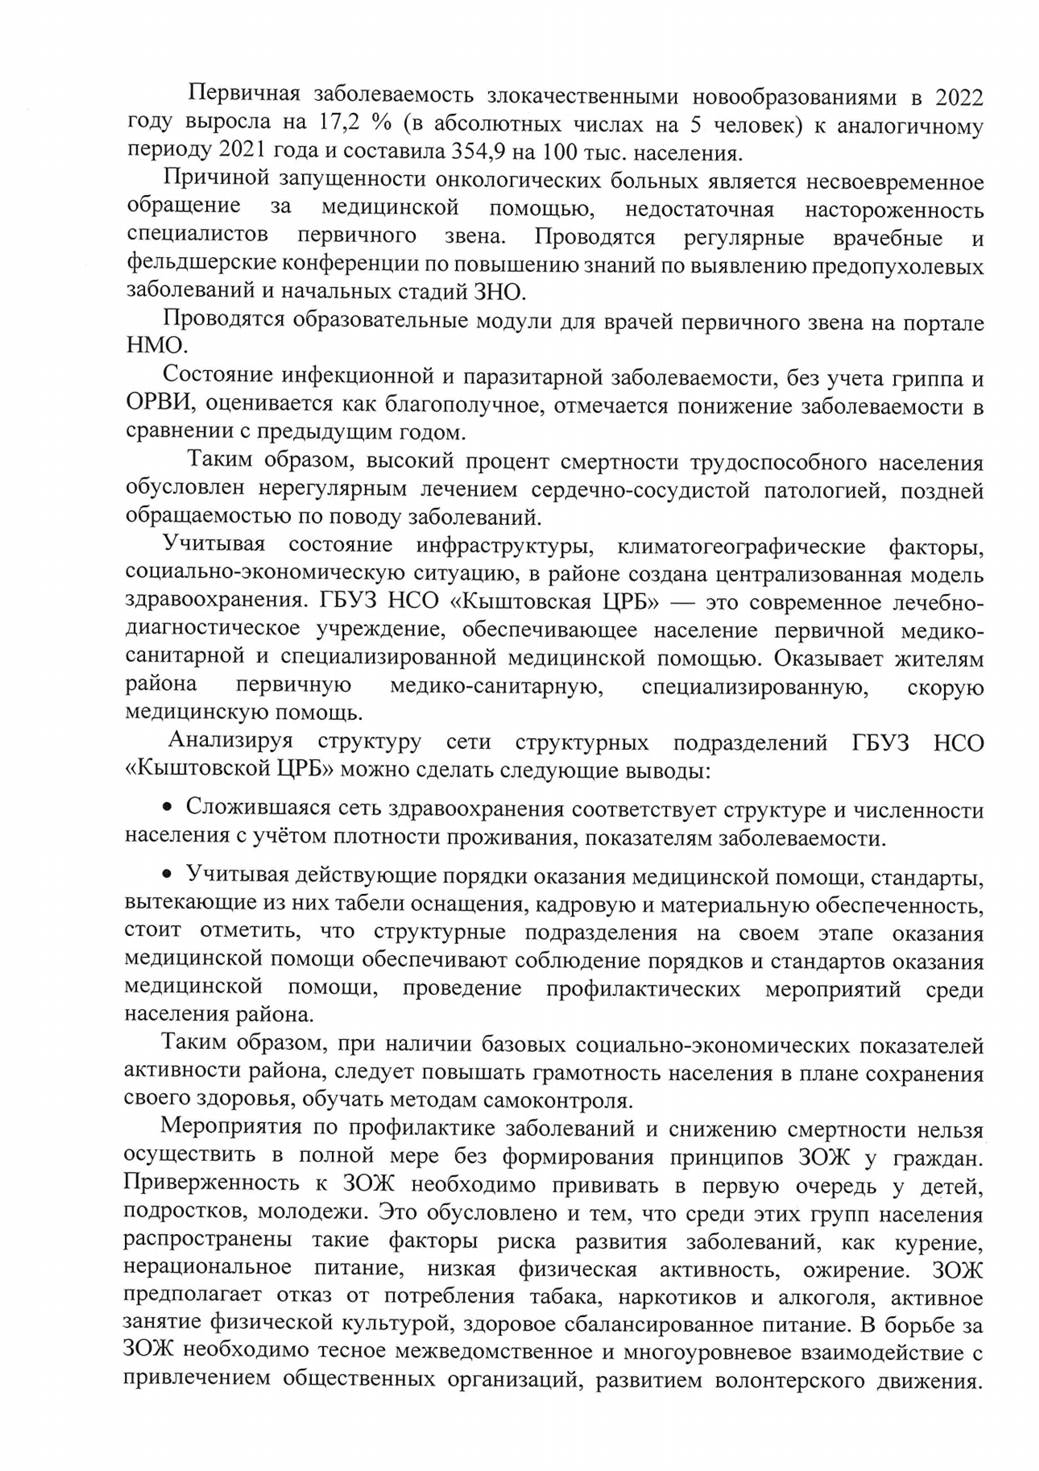 Первичная заболеваемость злокачественными новообразованиями в 2022
году выросла на 17,2 % (в абсолютных числах на 5 человек) к аналогичному
периоду 2021 года и составила 354,9 на 100 тыс. населения.
Причиной запущенности онкологических больных является несвоевременное
обращение за медицинской помощью, недостаточная настороженность
специалистов первичного звена. Проводятся регулярные врачебные и
фельдшерские конференции по повышению знаний по выявлению предопухолевых
заболеваний и начальных стадий ЗНО.
Проводятся образовательные модули для врачей первичного звена на портале
НМО.
Состояние инфекционной и паразитарной заболеваемости, без учета гриппа и
ОРВИ, оценивается как благополучное, отмечается понижение заболеваемости в
сравнении с предыдущим годом.
Таким образом, высокий процент смертности трудоспособного населения
обусловлен нерегулярным лечением сердечно-сосудистой патологией, поздней
обращаемостью по поводу заболеваний.
Учитывая состояние инфраструктуры, климатогеографические факторы,
социально-экономическую ситуацию, в районе создана централизованная модель
здравоохранения. ГБУЗ НСО «Кыштовская ЦРБ» — это современное лечебно-
диагностическое учреждение, обеспечивающее население первичной медико-
санитарной и специализированной медицинской помощью. Оказывает жителям
района первичную медико-санитарную, специализированную, скорую
медицинскую помощь.
Анализируя структуру сети структурных подразделений ГБУЗ НСО
«Кыштовской ЦРБ» можно сделать следующие выводы:
• Сложившаяся сеть здравоохранения соответствует структуре и численности
населения с учётом плотности проживания, показателям заболеваемости.
• Учитывая действующие порядки оказания медицинской помощи, стандарты,
вытекающие из них табели оснащения, кадровую и материальную обеспеченность,
стоит отметить, что структурные подразделения на своем этапе оказания
медицинской помощи обеспечивают соблюдение порядков и стандартов оказания
медицинской помощи, проведение профилактических мероприятий среди
населения района.
Таким образом, при наличии базовых социально-экономических показателей
активности района, следует повышать грамотность населения в плане сохранения
своего здоровья, обучать методам самоконтроля.
Мероприятия по профилактике заболеваний и снижению смертности нельзя
осуществить в полной мере без формирования принципов ЗОЖ у граждан.
Приверженность к ЗОЖ необходимо прививать в первую очередь у детей,
подростков, молодежи. Это обусловлено и тем, что среди этих групп населения
распространены такие факторы риска развития заболеваний, как курение,
нерациональное питание, низкая физическая активность, ожирение. ЗОЖ
предполагает отказ от потребления табака, наркотиков и алкоголя, активное
занятие физической культурой, здоровое сбалансированное питание. В борьбе за
ЗОЖ необходимо тесное межведомственное и многоуровневое взаимодействие с
привлечением общественных организаций, развитием волонтерского движения.